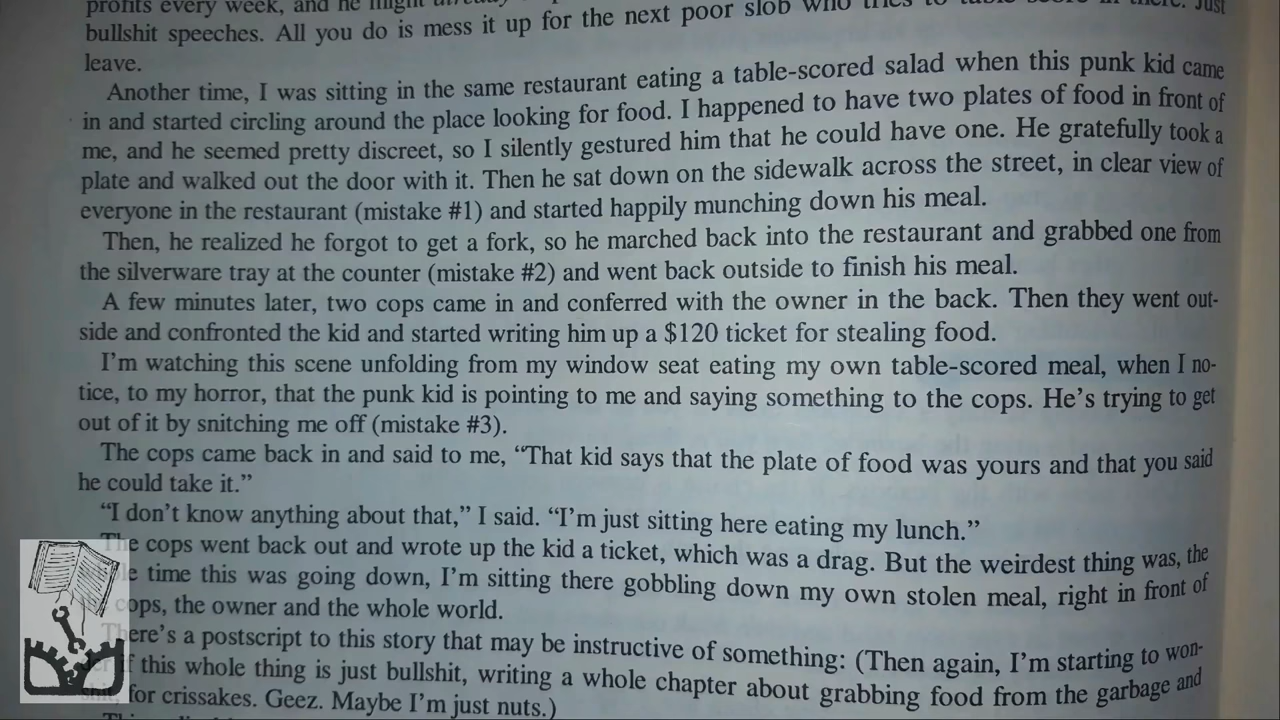 profits every week, and he might
bullshit speeches. All you do is mess it up for the next poor slob who tries to table-score in there. Just
leave.
Another time, I was sitting in the same restaurant eating a table-scored salad when this punk kid came
in and started circling around the place looking for food. I happened to have two plates of food in front of
me, and he seemed pretty discreet, so I silently gestured him that he could have one. He gratefully took a
plate and walked out the door with it. Then he sat down on the sidewalk across the street, in clear view of
everyone in the restaurant (mistake #1) and started happily munching down his meal.
Then, he realized he forgot to get a fork, so he marched back into the restaurant and grabbed one from
the silverware tray at the counter (mistake #2) and went back outside to finish his meal.
A few minutes later, two cops came in and conferred with the owner in the back. Then they went out-
side and confronted the kid and started writing him up a $120 ticket for stealing food.
I'm watching this scene unfolding from my window seat eating my own table-scored meal, when I no-
tice, to my horror, that the punk kid is pointing to me and saying something to the cops. He's trying to get
out of it by snitching me off (mistake #3).
The cops came back in and said to me, “That kid says that the plate of food was yours and that you said
he could take it.”
“I don't know anything about that,” I said. “I'm just sitting here eating my lunch.”
The cops went back out and wrote up the kid a ticket, which was a drag. But the weirdest thing was, the
time this was going down, I'm sitting there gobbling down my own stolen meal, right in front of
cops, the owner and the whole world.
There's a postscript to this story that may be instructive of something: (Then again, I'm starting to won-
der if this whole thing is just bullshit, writing a whole chapter about grabbing food from the garbage and
shit, for crissakes. Geez. Maybe I'm just nuts.)